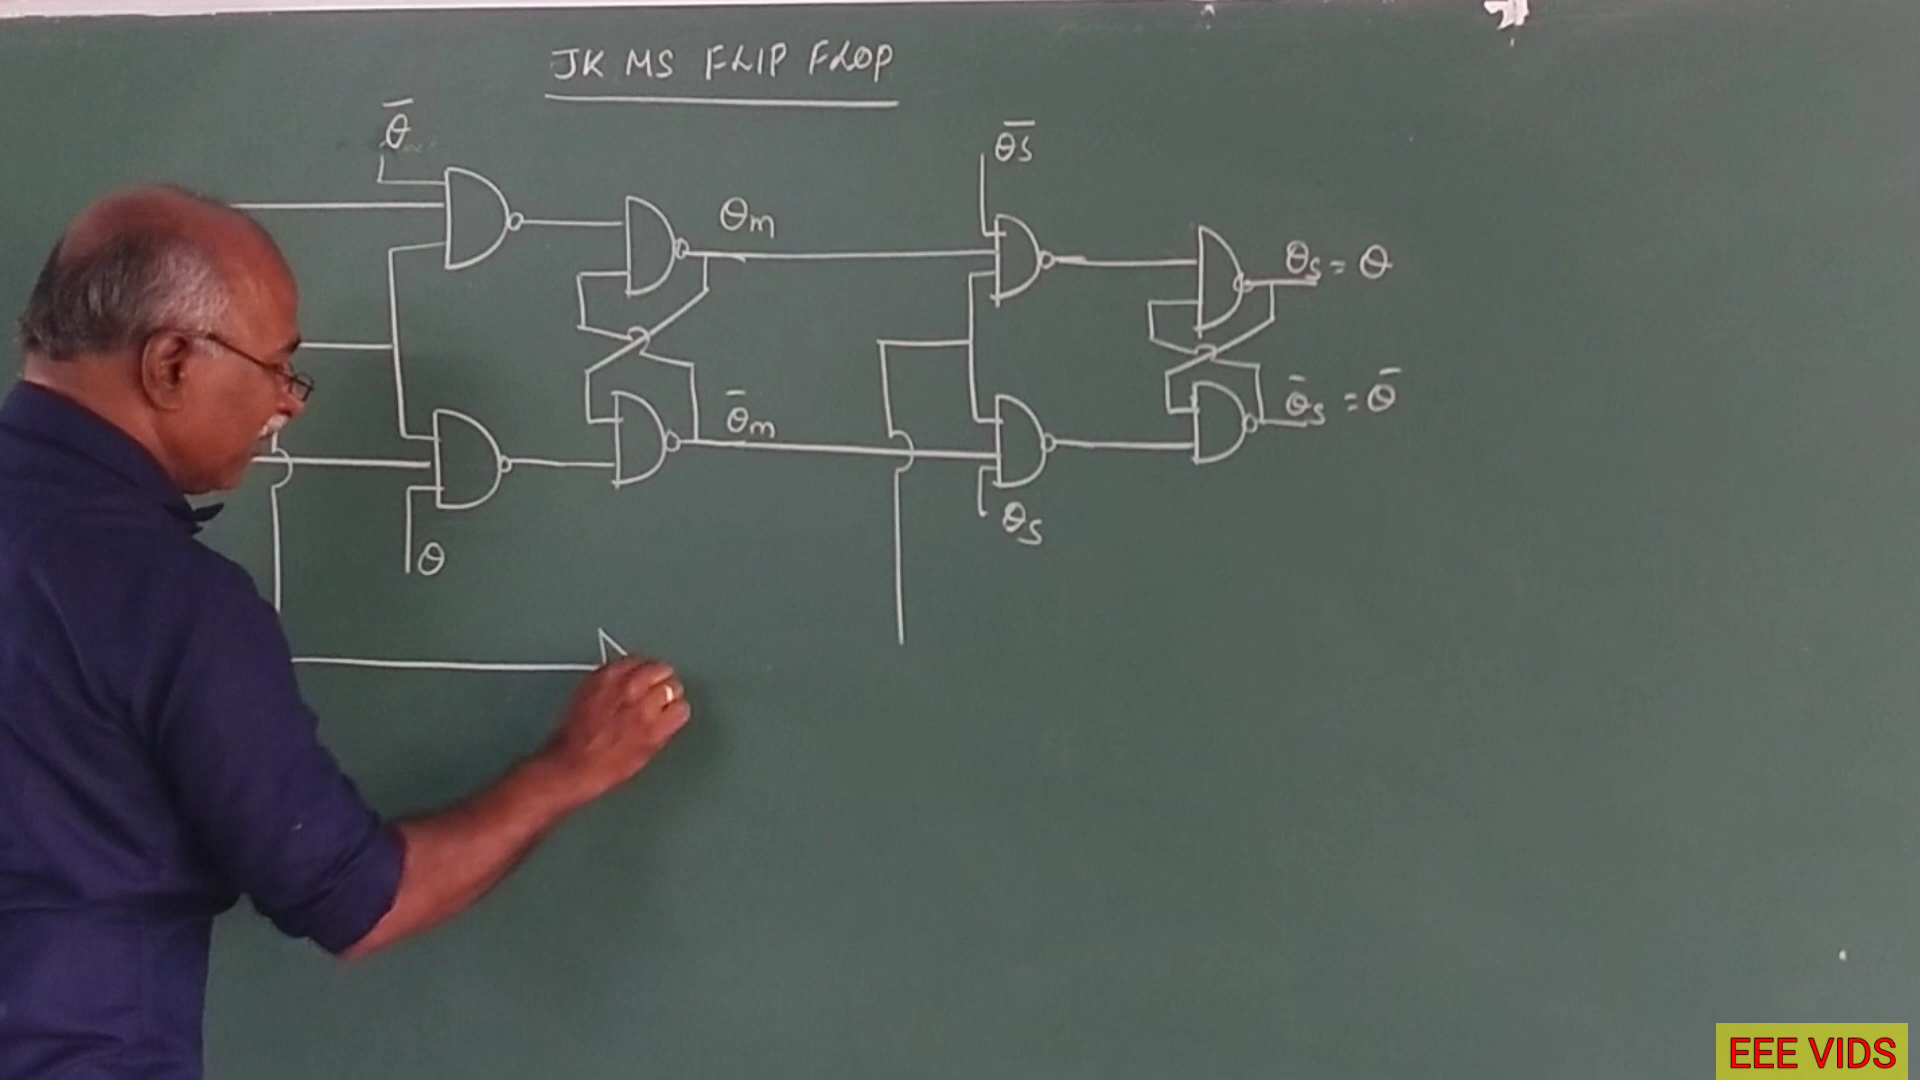 JK MS FLIP FLOP
Q̅
Q̅s̅
Qm
Qs = Q
Q̅m
Q̅s = Q̅
Qs
Q
EEE VIDS